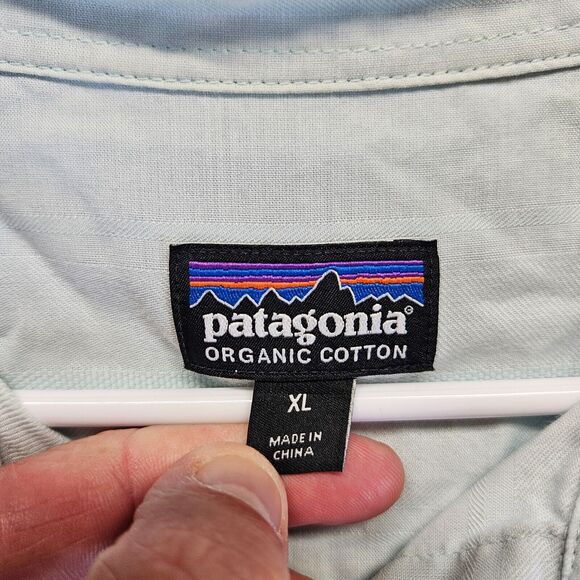 patagonia®
ORGANIC COTTON
XL
MADE IN
CHINA